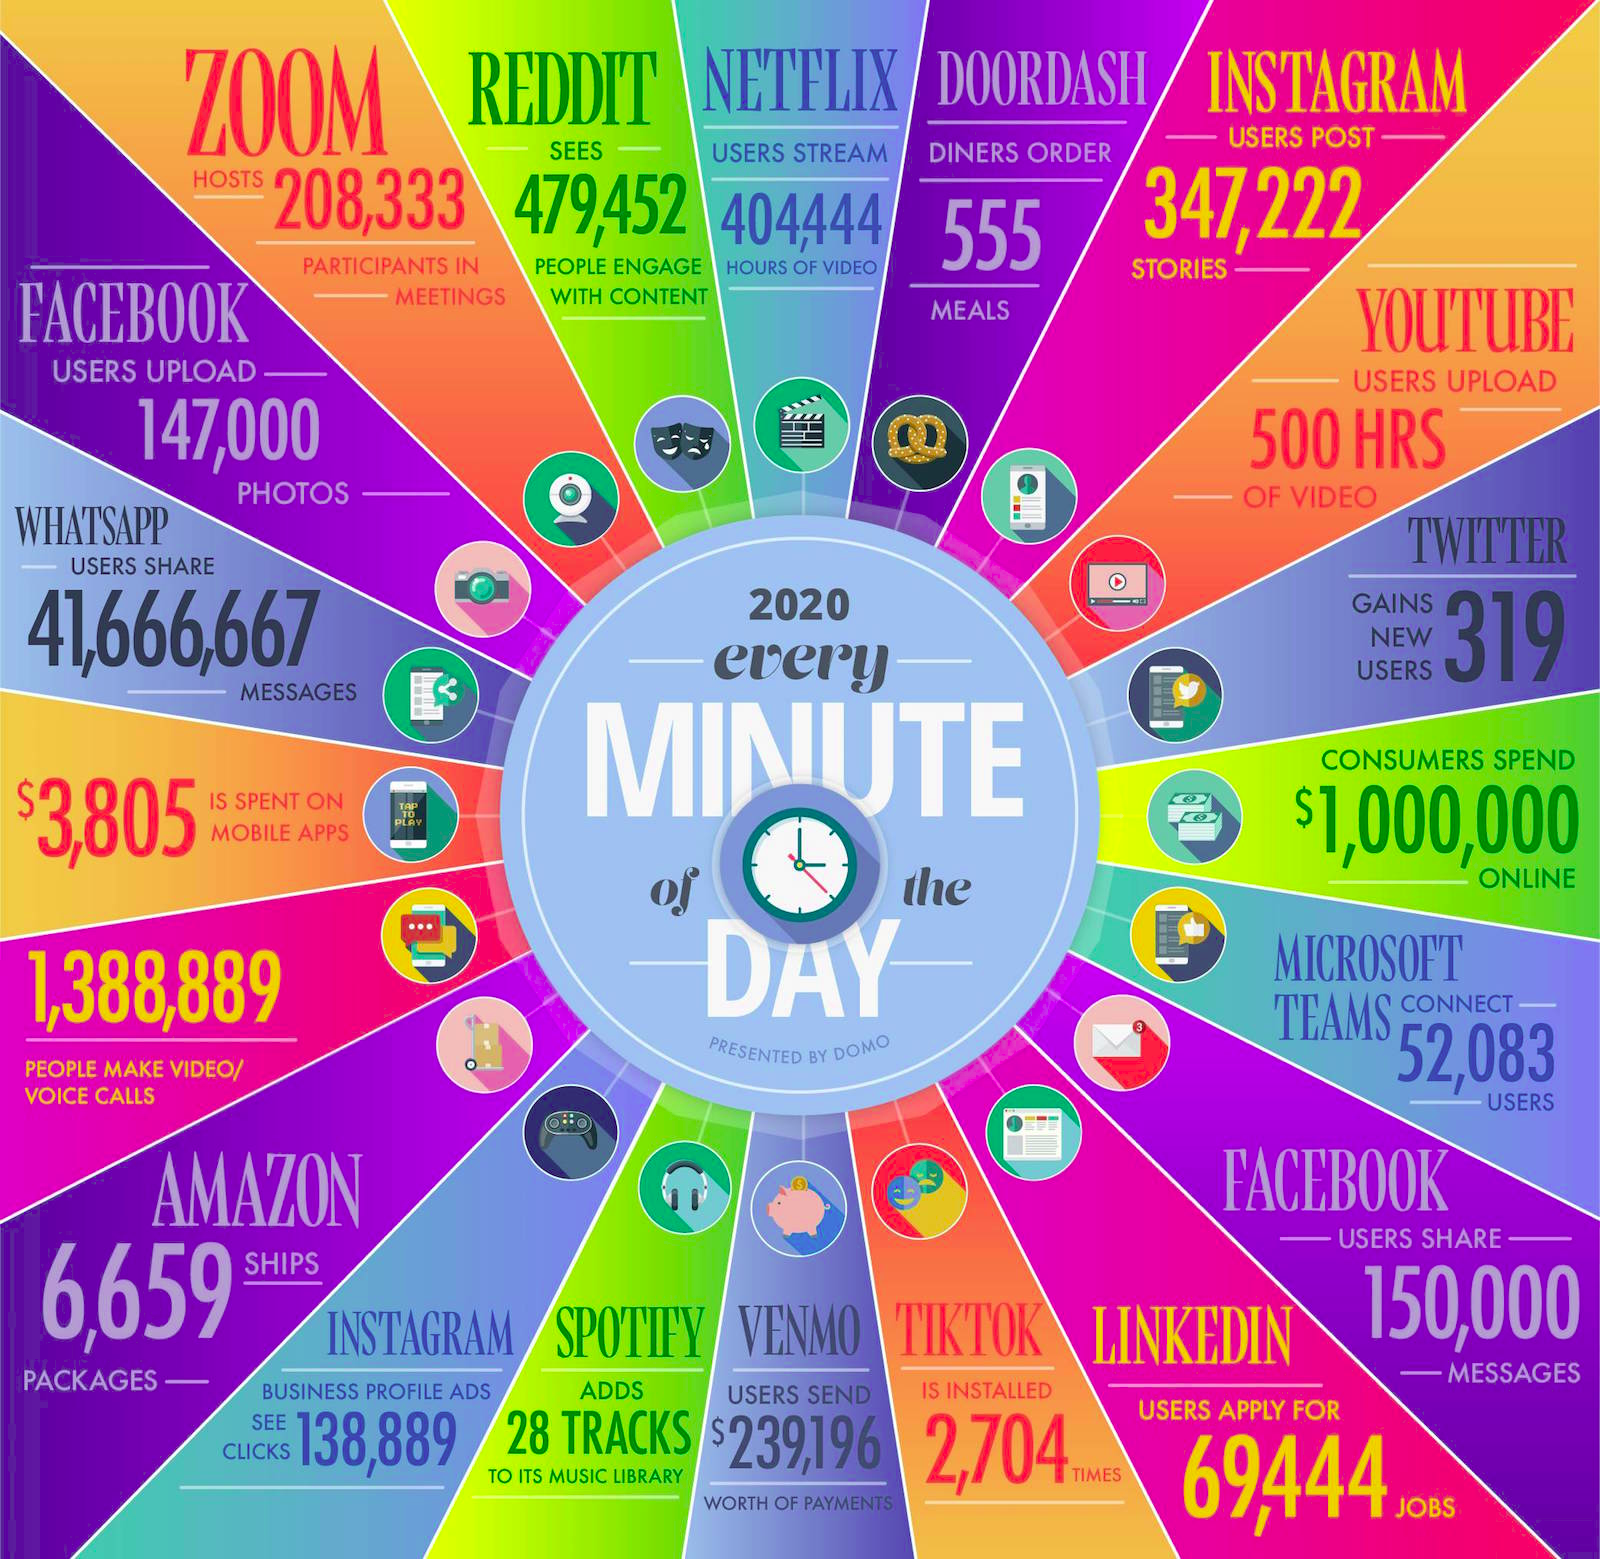 ZOOM
HOSTS 208,333
PARTICIPANTS IN
MEETINGS
REDDIT
SEES
479,452
PEOPLE ENGAGE
WITH CONTENT
NETFLIX
USERS STREAM
404,444
HOURS OF VIDEO
DOORDASH
DINERS ORDER
555
MEALS
INSTAGRAM
USERS POST
347,222
STORIES
YOUTUBE
USERS UPLOAD
500 HRS
OF VIDEO
TWITTER
GAINS
NEW
USERS
319
CONSUMERS SPEND
$1,000,000
ONLINE
MICROSOFT
TEAMS CONNECT
52,083
USERS
FACEBOOK
USERS SHARE
150,000
MESSAGES
LINKEDIN
USERS APPLY FOR
69,444 JOBS
TIKTOK
IS INSTALLED
2,704 TIMES
VENMO
USERS SEND
$239,196
WORTH OF PAYMENTS
SPOTIFY
ADDS
28 TRACKS
TO ITS MUSIC LIBRARY
INSTAGRAM
BUSINESS PROFILE ADS
SEE
CLICKS 138,889
AMAZON
6,659 SHIPS
PACKAGES
1,388,889
PEOPLE MAKE VIDEO/
VOICE CALLS
$3,805 IS SPENT ON
MOBILE APPS
WHATSAPP
USERS SHARE
41,666,667
MESSAGES
FACEBOOK
USERS UPLOAD
147,000
PHOTOS
TAP
TO
PLAY
3
2020
every
MINUTE
of the
DAY
PRESENTED BY DOMO